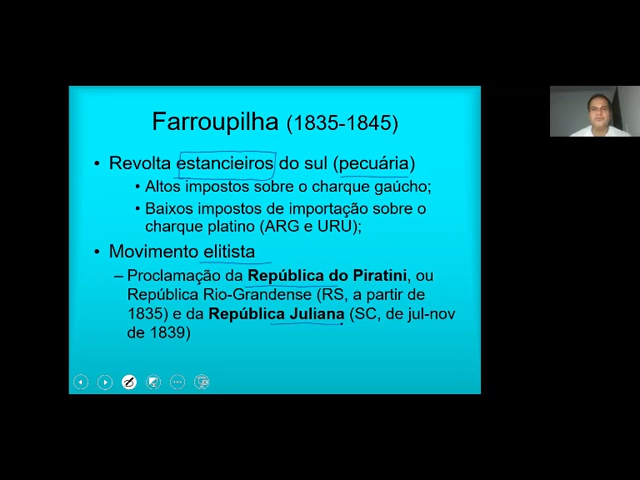 Farroupilha (1835-1845)
• Revolta estancieiros do sul (pecuária)
• Altos impostos sobre o charque gaúcho;
• Baixos impostos de importação sobre o
charque platino (ARG e URU);
• Movimento elitista
– Proclamação da República do Piratini, ou
República Rio-Grandense (RS, a partir de
1835) e da República Juliana (SC, de jul-nov
de 1839)